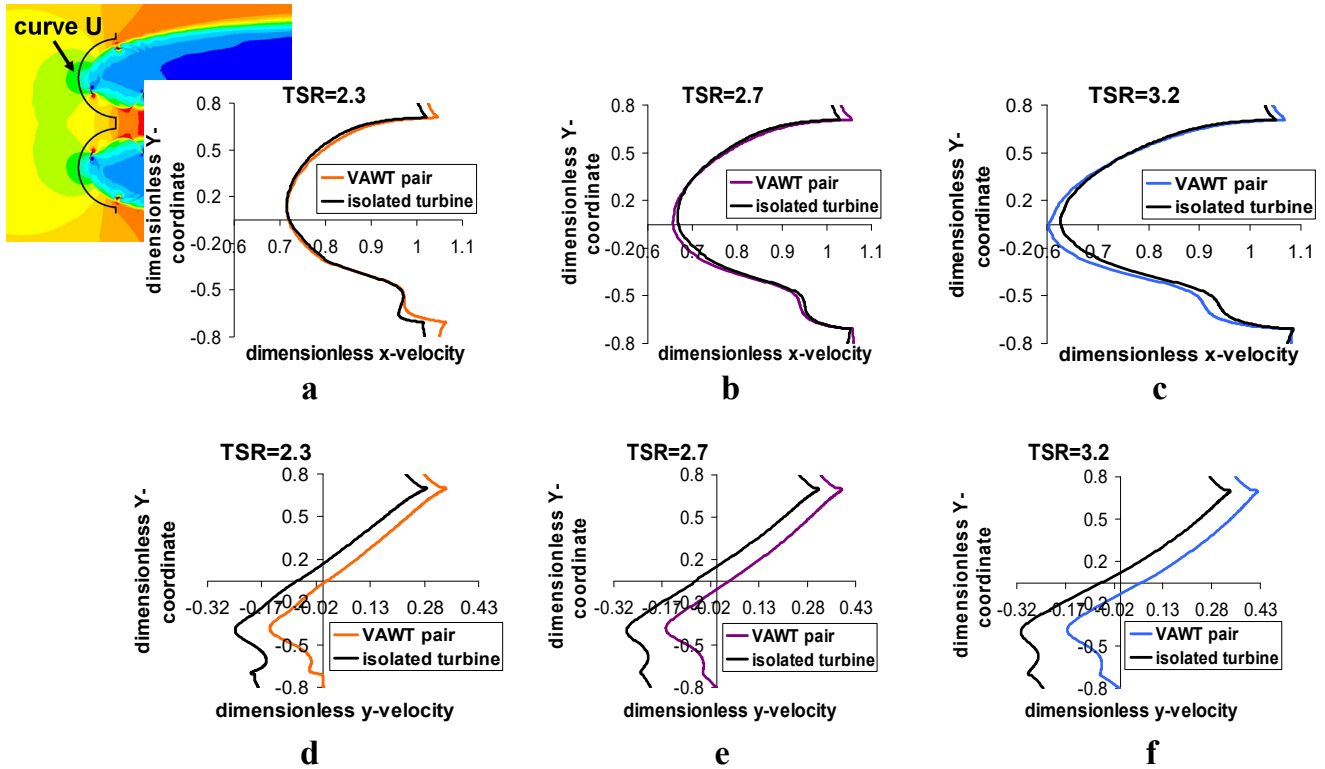 curve U
TSR=2.3
dimensionless Y-
coordinate
0.8
0.5
0.2
-0.2
-0.5
-0.8
0.6 0.7 0.8 0.9 1 1.1
VAWT pair
isolated turbine
dimensionless x-velocity
a
TSR=2.7
dimensionless Y-
coordinate
0.8
0.5
0.2
-0.2
-0.5
-0.8
0.6 0.7 0.8 0.9 1 1.1
VAWT pair
isolated turbine
dimensionless x-velocity
b
TSR=3.2
dimensionless Y-
coordinate
0.8
0.5
0.2
-0.2
-0.5
-0.8
0.6 0.7 0.8 0.9 1 1.1
VAWT pair
isolated turbine
dimensionless x-velocity
c
TSR=2.3
dimensionless Y-
coordinate
0.8
0.5
0.2
-0.2
-0.5
-0.8
-0.32 -0.17 -0.02 0.13 0.28 0.43
VAWT pair
isolated turbine
dimensionless y-velocity
d
TSR=2.7
dimensionless Y-
coordinate
0.8
0.5
0.2
-0.2
-0.5
-0.8
-0.32 -0.17 -0.02 0.13 0.28 0.43
VAWT pair
isolated turbine
dimensionless y-velocity
e
TSR=3.2
dimensionless Y-
coordinate
0.8
0.5
0.2
-0.2
-0.5
-0.8
-0.32 -0.17 -0.02 0.13 0.28 0.43
VAWT pair
isolated turbine
dimensionless y-velocity
f